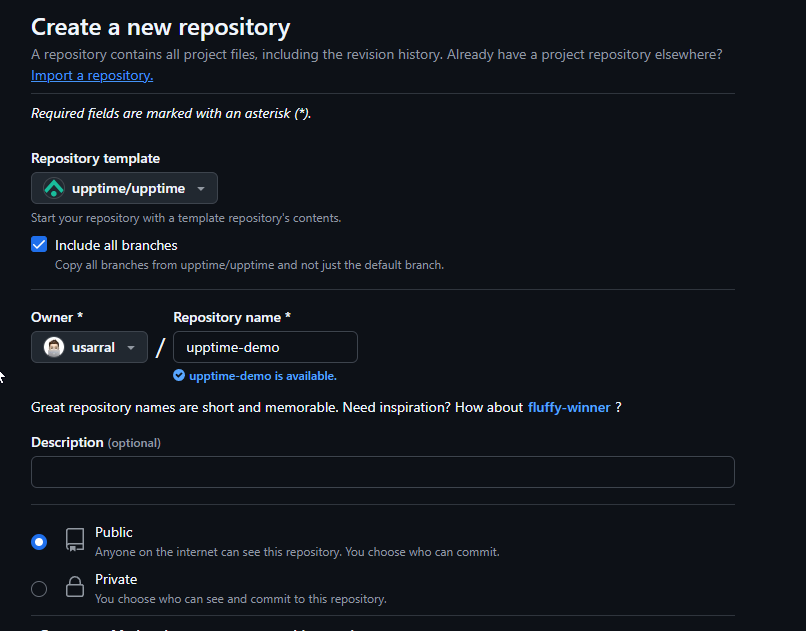 Create a new repository
A repository contains all project files, including the revision history. Already have a project repository elsewhere?
Import a repository.
Required fields are marked with an asterisk (*).
Repository template
upptime/upptime
Start your repository with a template repository's contents.
Include all branches
Copy all branches from upptime/upptime and not just the default branch.
Owner *
Repository name *
usarral
/
upptime-demo
upptime-demo is available.
Great repository names are short and memorable. Need inspiration? How about fluffy-winner ?
Description (optional)
Public
Anyone on the internet can see this repository. You choose who can commit.
Private
You choose who can see and commit to this repository.